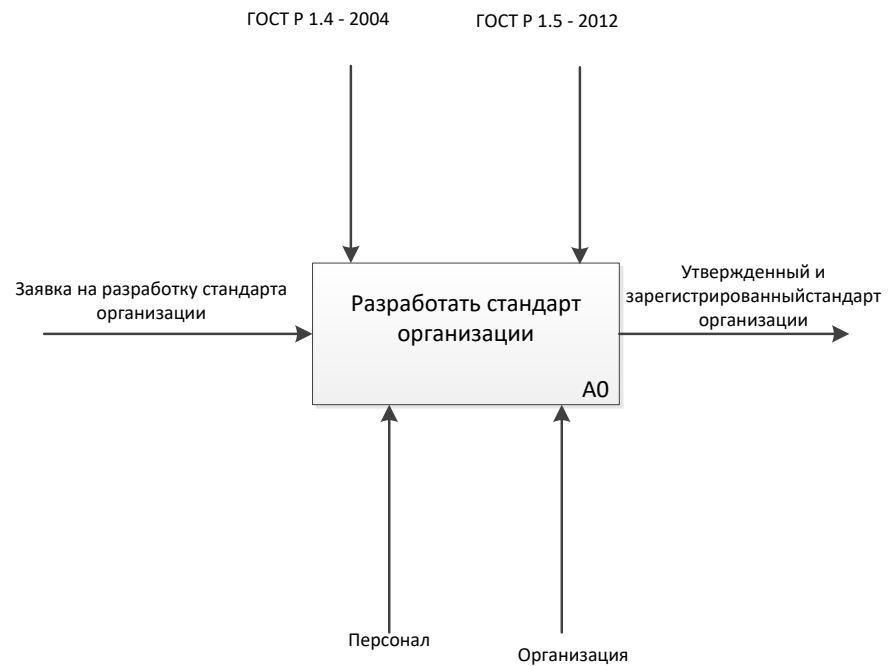 ГОСТ Р 1.4 - 2004
ГОСТ Р 1.5 - 2012
Заявка на разработку стандарта
организации
Разработать стандарт
организации
А0
Утвержденный и
зарегистрированныйстандарт
организации
Персонал
Организация